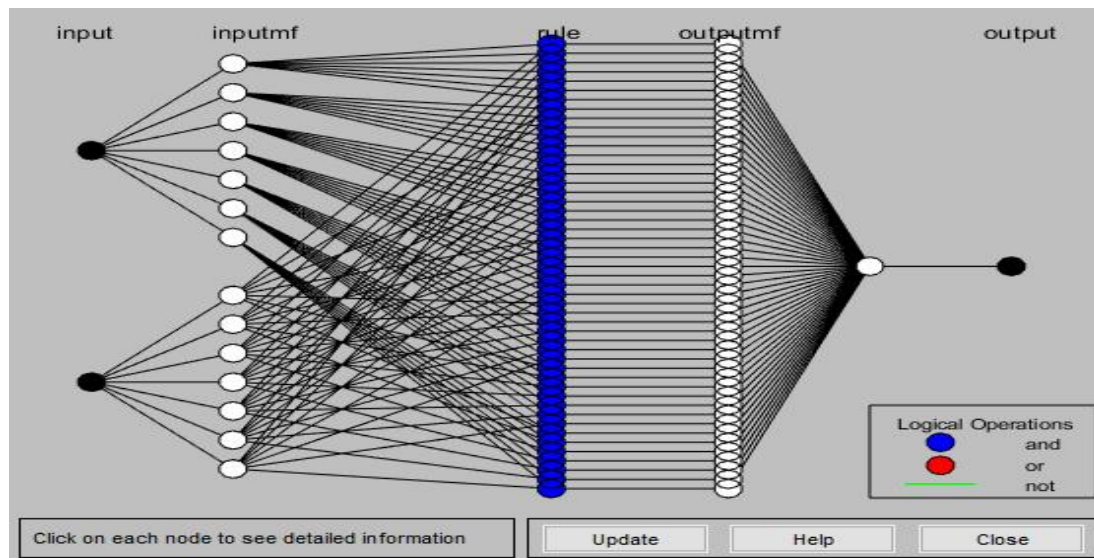 input inputmf rule outputmf output
Logical Operations
and
or
not
Click on each node to see detailed information
Update
Help
Close